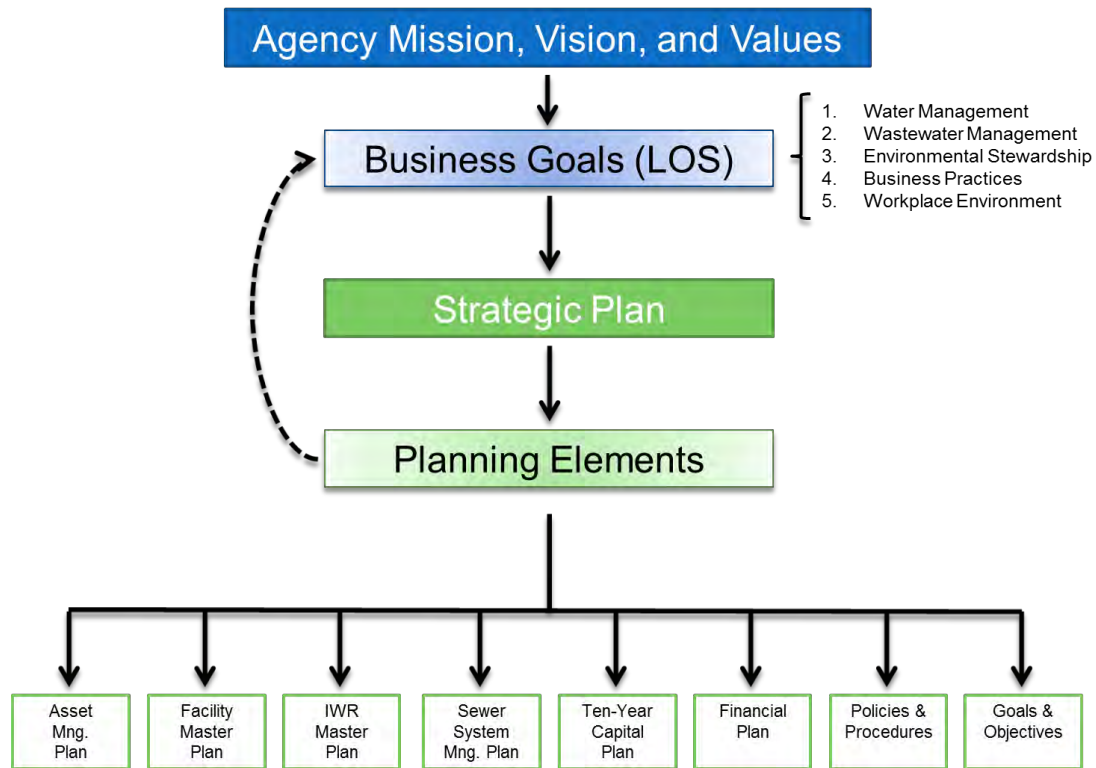 Agency Mission, Vision, and Values
Business Goals (LOS)
1. Water Management
2. Wastewater Management
3. Environmental Stewardship
4. Business Practices
5. Workplace Environment
Strategic Plan
Planning Elements
Asset
Mng.
Plan
Facility
Master
Plan
IWR
Master
Plan
Sewer
System
Mng. Plan
Ten-Year
Capital
Plan
Financial
Plan
Policies &
Procedures
Goals &
Objectives